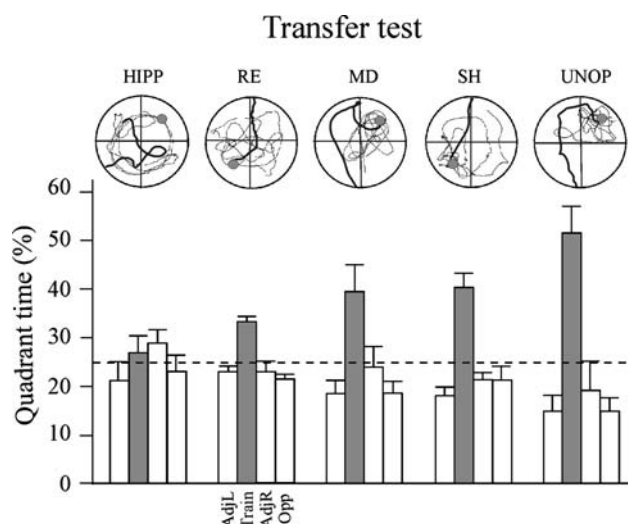 Transfer test
HIPP RE MD SH UNOP
Quadrant time (%)
60
50
40
30
20
10
0
AdjL
Train
AdjR
Opp